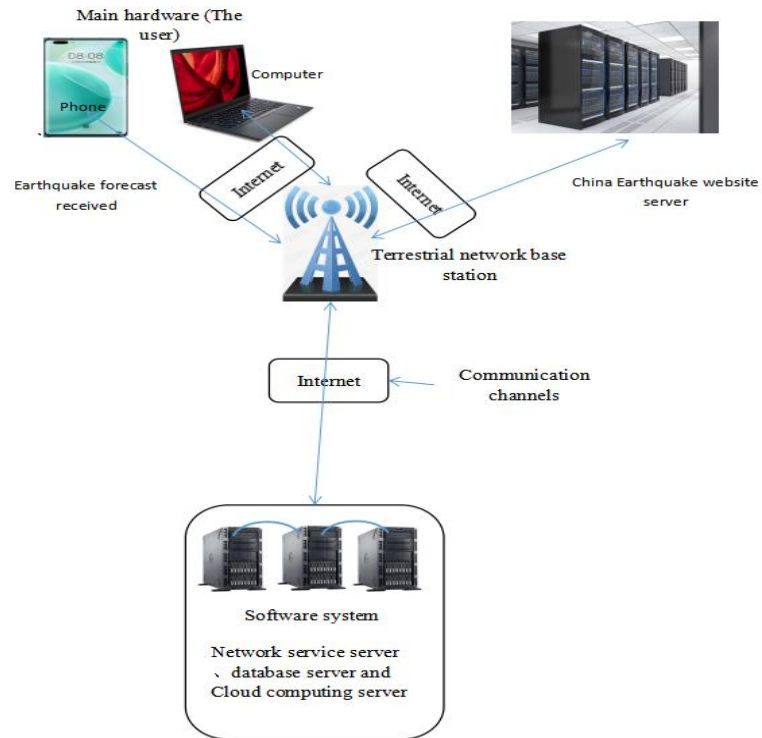 Main hardware (The
user)
08-08
Phone
Computer
Earthquake forecast
received
Internet
Internet
China Earthquake website
server
Terrestrial network base
station
Internet
Communication
channels
Software system
Network service server
、database server and
Cloud computing server